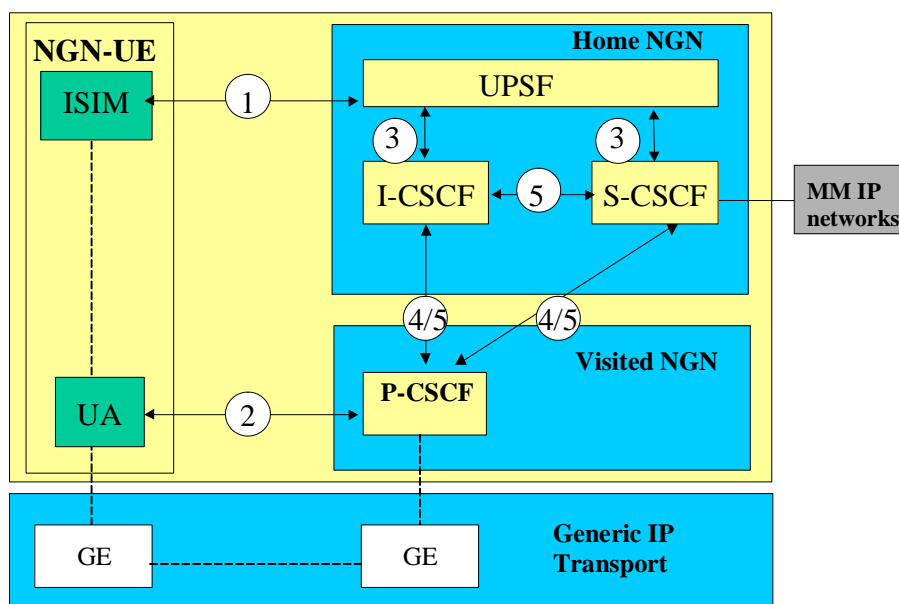 Home NGN
NGN-UE
ISIM
1
UPSF
3
3
I-CSCF
5
S-CSCF
MM IP
networks
4/5
4/5
Visited NGN
P-CSCF
UA
2
Generic IP
Transport
GE
GE